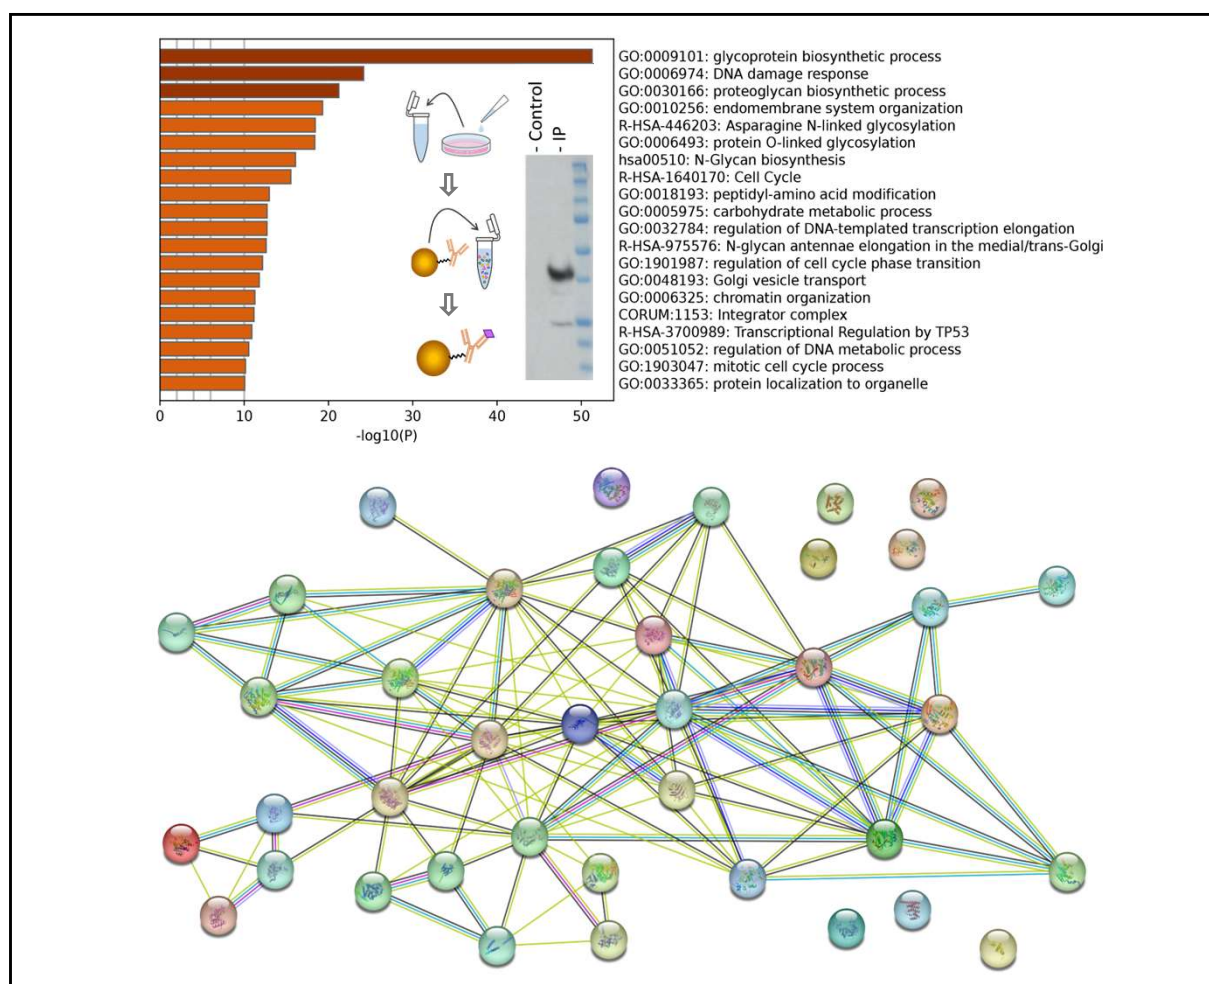 GO:0009101: glycoprotein biosynthetic process
GO:0006974: DNA damage response
GO:0030166: proteoglycan biosynthetic process
GO:0010256: endomembrane system organization
R-HSA-446203: Asparagine N-linked glycosylation
GO:0006493: protein O-linked glycosylation
hsa00510: N-Glycan biosynthesis
R-HSA-1640170: Cell Cycle
GO:0018193: peptidyl-amino acid modification
GO:0005975: carbohydrate metabolic process
GO:0032784: regulation of DNA-templated transcription elongation
R-HSA-975576: N-glycan antennae elongation in the medial/trans-Golgi
GO:1901987: regulation of cell cycle phase transition
GO:0048193: Golgi vesicle transport
GO:0006325: chromatin organization
CORUM:1153: Integrator complex
R-HSA-3700989: Transcriptional Regulation by TP53
GO:0051052: regulation of DNA metabolic process
GO:1903047: mitotic cell cycle process
GO:0033365: protein localization to organelle
- Control
- IP
0 10 20 30 40 50
-log10(P)